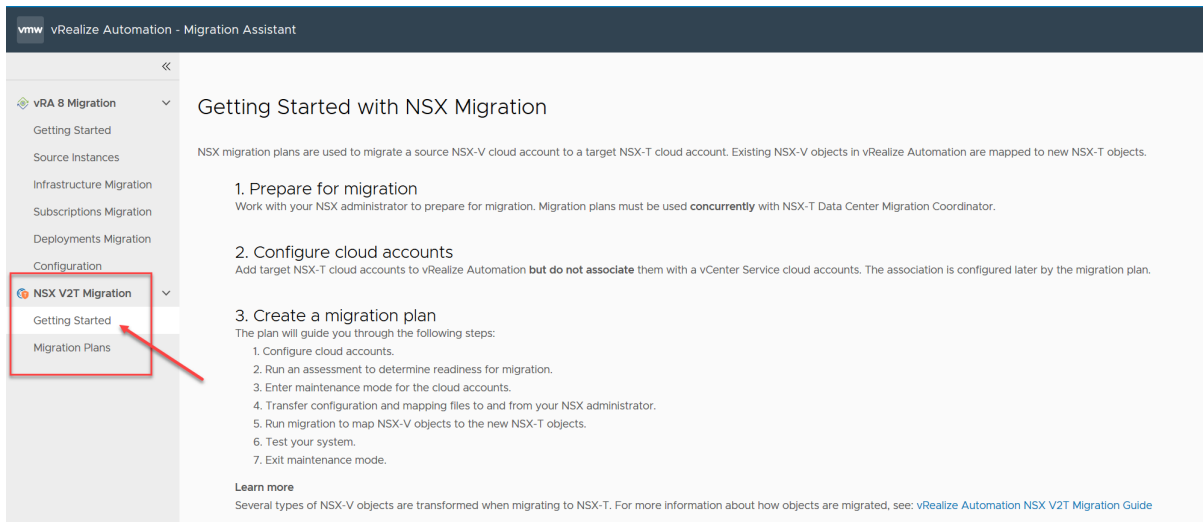 vmw vRealize Automation - Migration Assistant
vRA 8 Migration
Getting Started
Source Instances
Infrastructure Migration
Subscriptions Migration
Deployments Migration
Configuration
NSX V2T Migration
Getting Started
Migration Plans
Getting Started with NSX Migration
NSX migration plans are used to migrate a source NSX-V cloud account to a target NSX-T cloud account. Existing NSX-V objects in vRealize Automation are mapped to new NSX-T objects.
1. Prepare for migration
Work with your NSX administrator to prepare for migration. Migration plans must be used concurrently with NSX-T Data Center Migration Coordinator.
2. Configure cloud accounts
Add target NSX-T cloud accounts to vRealize Automation but do not associate them with a vCenter Service cloud accounts. The association is configured later by the migration plan.
3. Create a migration plan
The plan will guide you through the following steps:
1. Configure cloud accounts.
2. Run an assessment to determine readiness for migration.
3. Enter maintenance mode for the cloud accounts.
4. Transfer configuration and mapping files to and from your NSX administrator.
5. Run migration to map NSX-V objects to the new NSX-T objects.
6. Test your system.
7. Exit maintenance mode.
Learn more
Several types of NSX-V objects are transformed when migrating to NSX-T. For more information about how objects are migrated, see: vRealize Automation NSX V2T Migration Guide